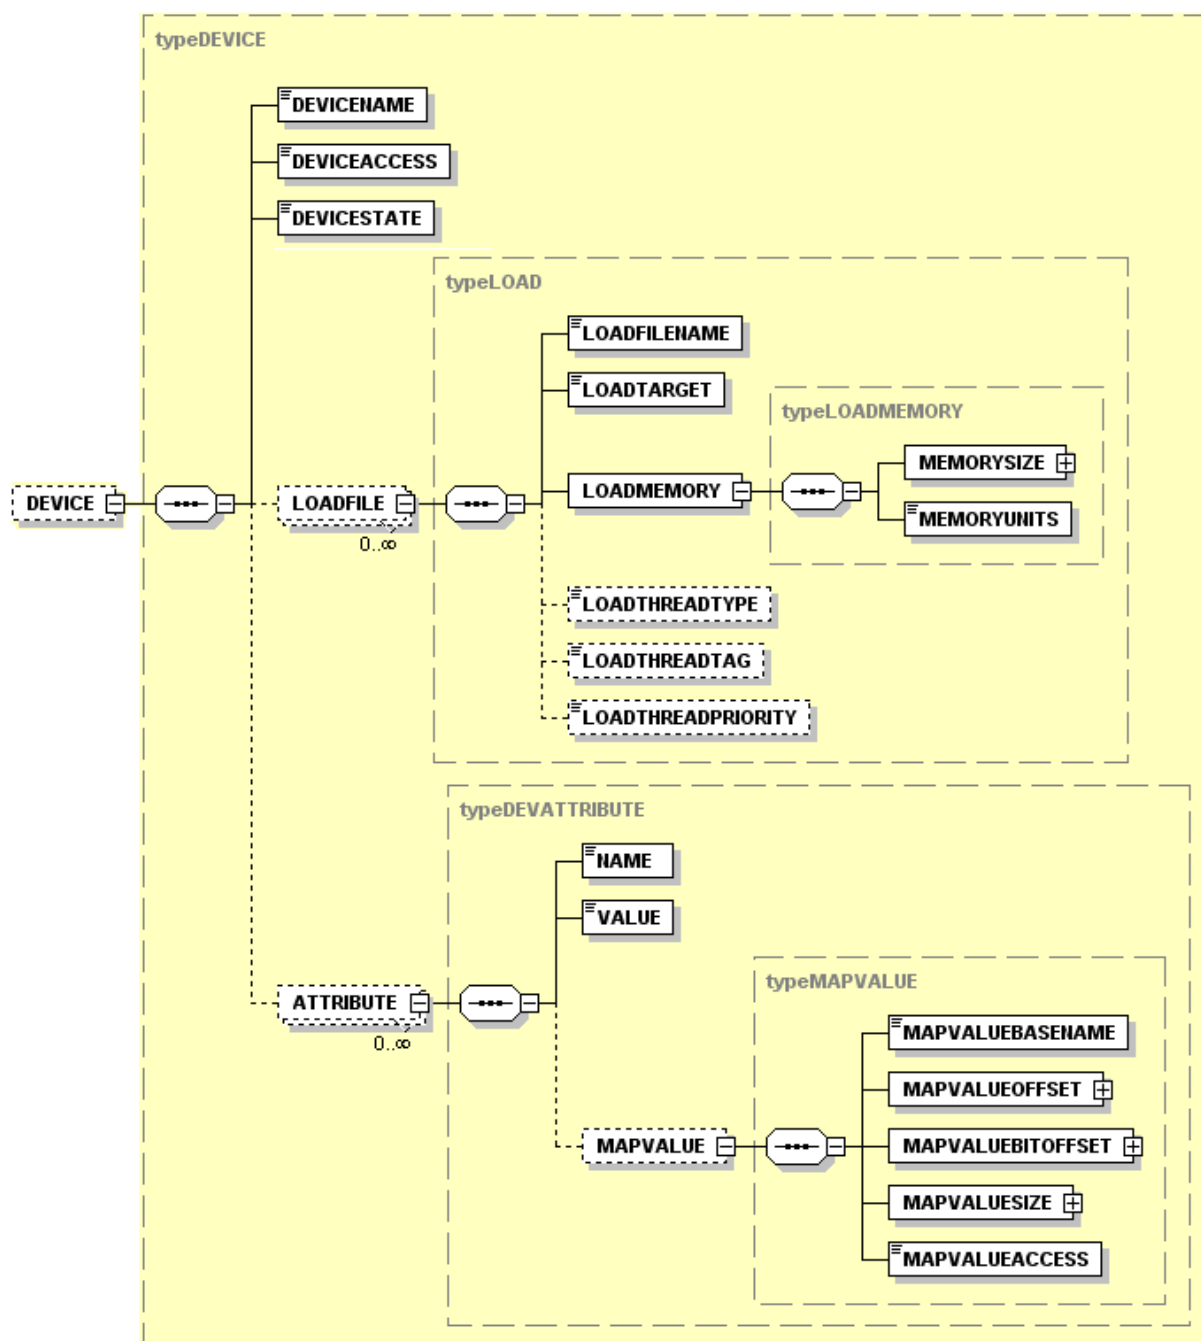 typeDEVICE
DEVICENAME
DEVICEACCESS
DEVICESTATE
typeLOAD
LOADFILENAME
LOADTARGET
typeLOADMEMORY
MEMORYSIZE
DEVICE
LOADFILE
LOADMEMORY
MEMORYUNITS
0..∞
LOADTHREADTYPE
LOADTHREADTAG
LOADTHREADPRIORITY
typeDEVATTRIBUTE
NAME
VALUE
typeMAPVALUE
ATTRIBUTE
0..∞
MAPVALUEBASENAME
MAPVALUEOFFSET
MAPVALUE
MAPVALUEBITOFFSET
MAPVALUESIZE
MAPVALUEACCESS